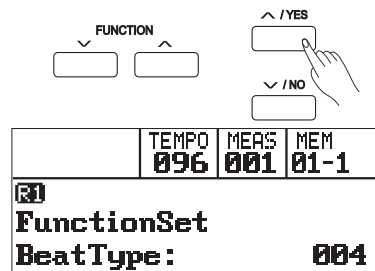 FUNCTION
∧ /YES
∨ /NO
TEMPO MEAS MEM
096 001 01-1
R1
FunctionSet
BeatType: 004